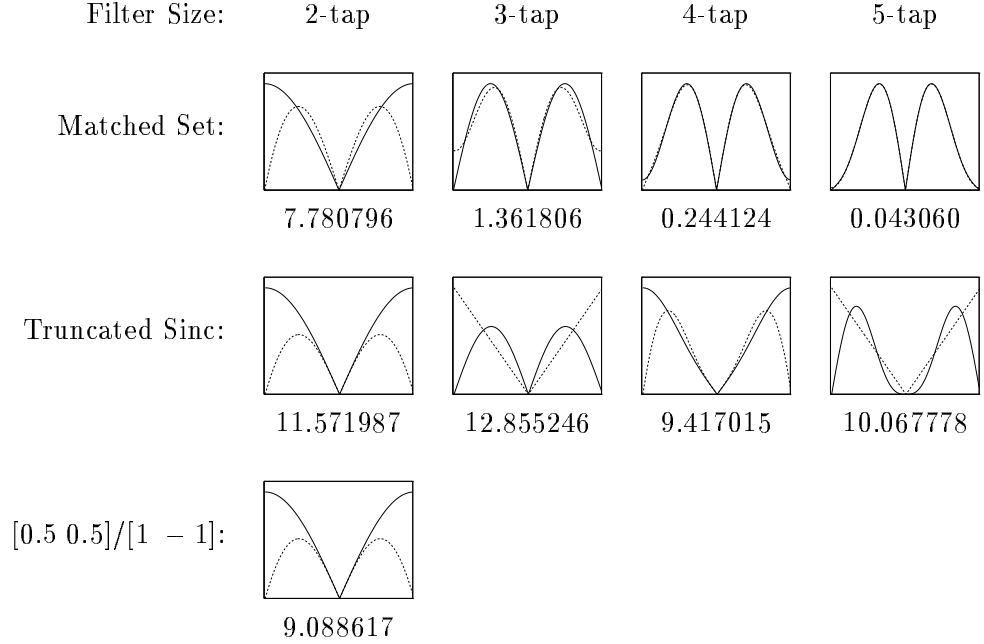 Filter Size: 2-tap 3-tap 4-tap 5-tap
Matched Set:
7.780796 1.361806 0.244124 0.043060
Truncated Sinc:
11.571987 12.855246 9.417015 10.067778
[0.5 0.5]/[1 − 1]:
9.088617